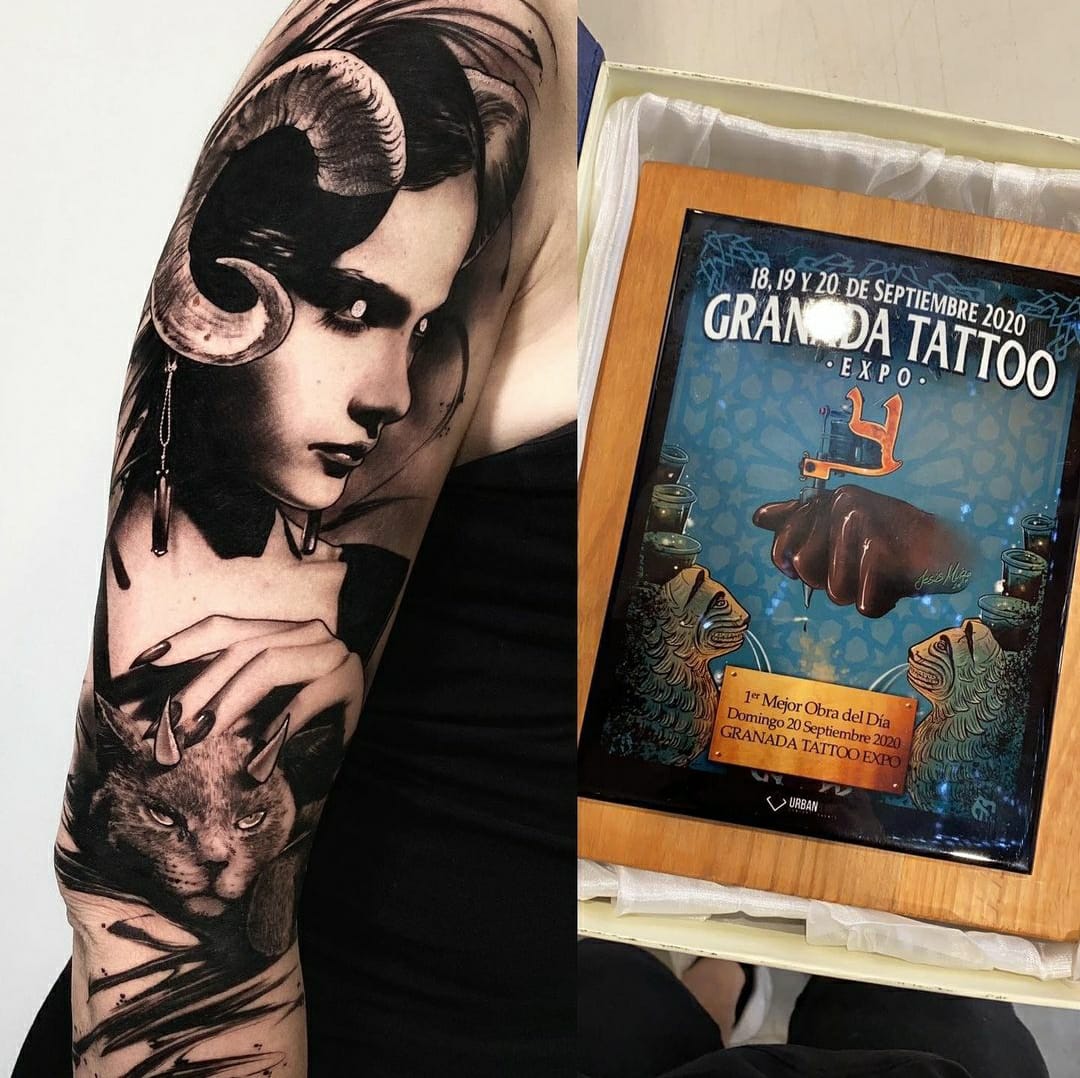 18, 19 Y 20 DE SEPTIEMBRE 2020
GRANADA TATTOO
· EXPO ·
1er Mejor Obra del Día
Domingo 20 Septiembre 2020
GRANADA TATTOO EXPO
URBAN